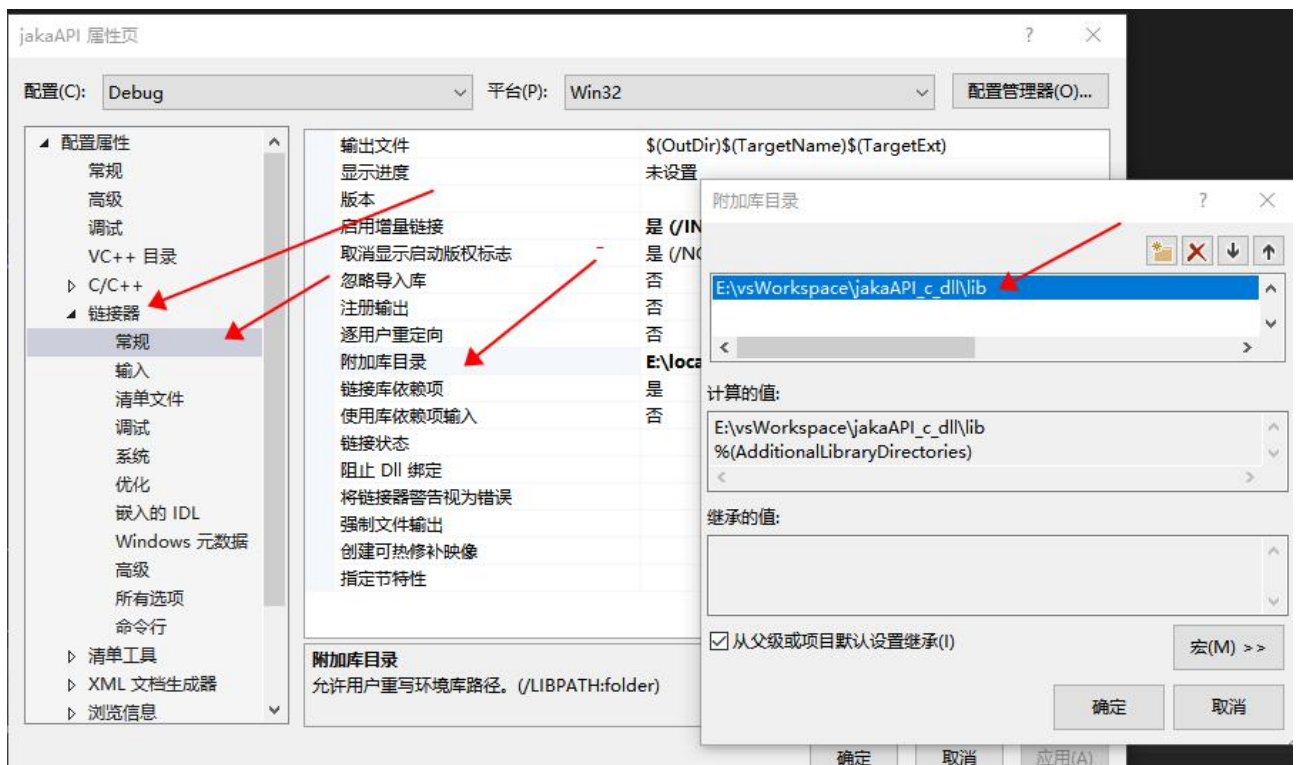 jakaAPI 属性页
配置(C): Debug 平台(P): Win32 配置管理器(O)...
配置属性
常规
高级
调试
VC++ 目录
C/C++
链接器
常规
输入
清单文件
调试
系统
优化
嵌入的 IDL
Windows 元数据
高级
所有选项
命令行
清单工具
XML 文档生成器
浏览信息
输出文件 $(OutDir)$(TargetName)$(TargetExt)
显示进度 未设置
版本
启用增量链接 是 (/IN
取消显示启动版权标志 是 (/NO
忽略导入库 否
注册输出 否
逐用户重定向 否
附加库目录 E:\loca
链接库依赖项 是
使用库依赖项输入 否
链接状态
阻止 Dll 绑定
将链接器警告视为错误
强制文件输出
创建可热修补映像
指定节特性
附加库目录
允许用户重写环境库路径。(/LIBPATH:folder)
确定 取消 应用(A)
附加库目录
E:\vsWorkspace\jakaAPI_c_dll\lib
计算的值:
E:\vsWorkspace\jakaAPI_c_dll\lib
%(AdditionalLibraryDirectories)
继承的值:
从父级或项目默认设置继承(I)
宏(M) >>
确定 取消